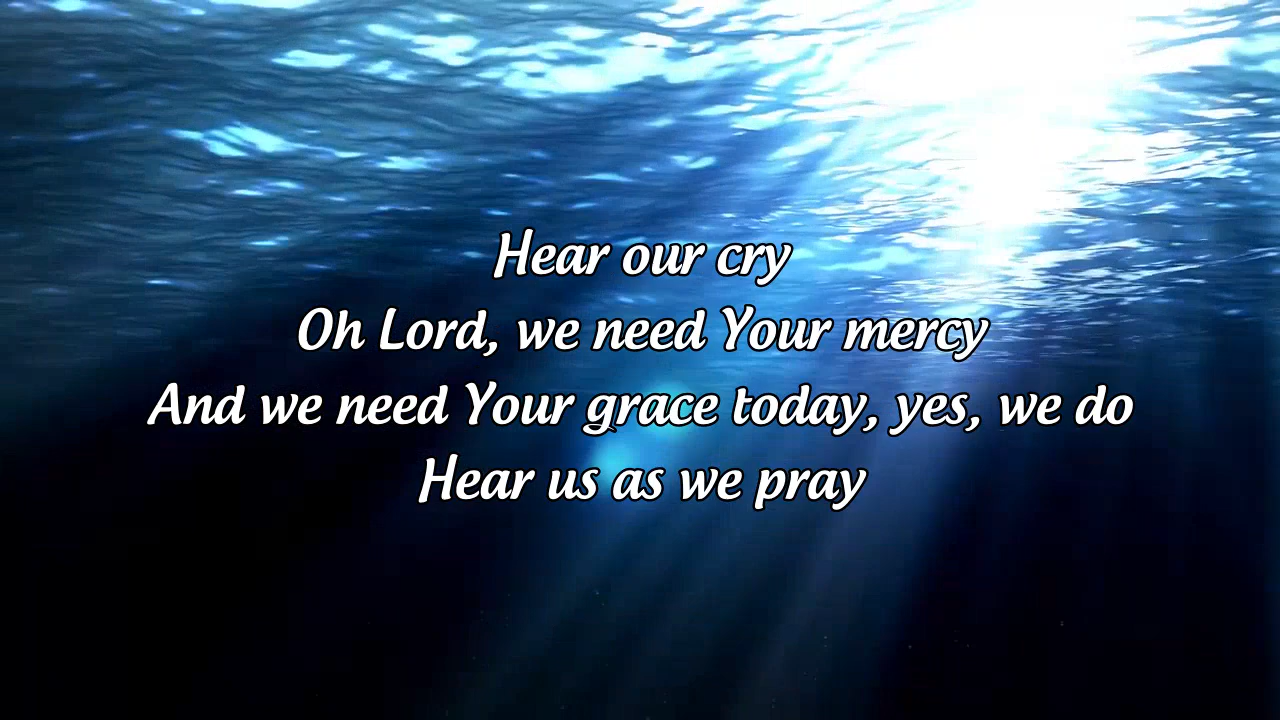 Hear our cry
Oh Lord, we need Your mercy
And we need Your grace today, yes, we do
Hear us as we pray